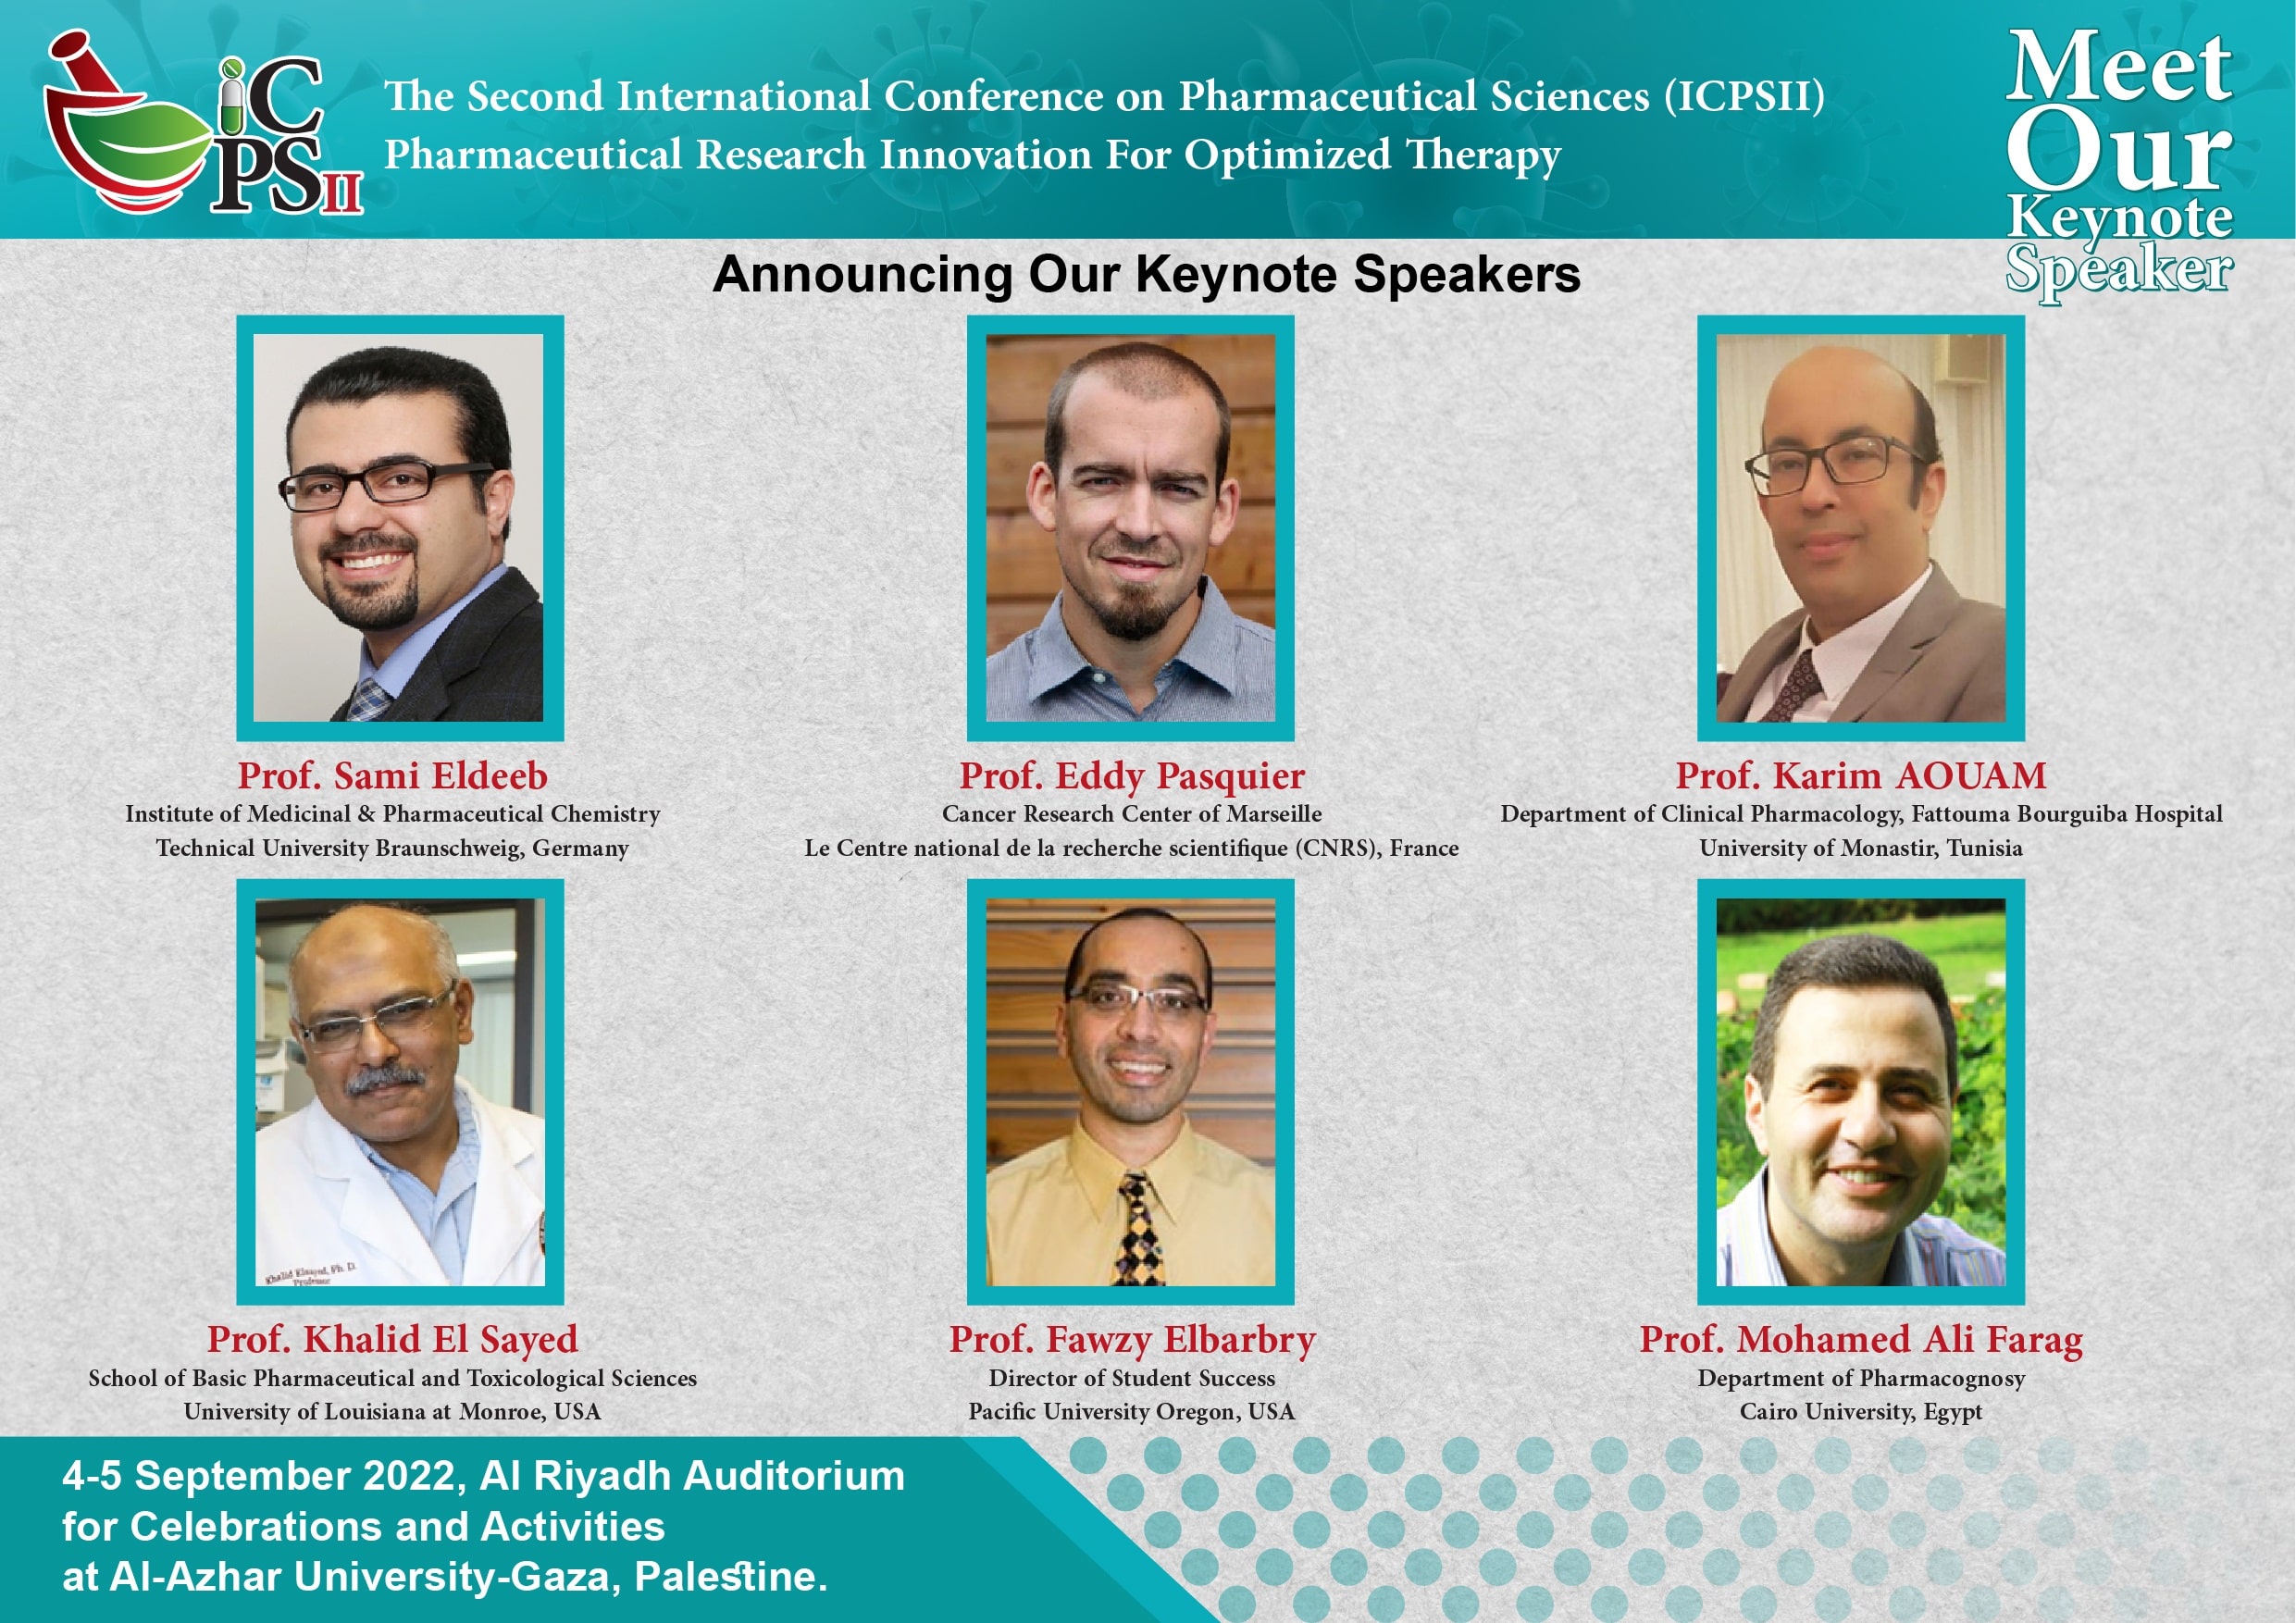 iC
PSII
The Second International Conference on Pharmaceutical Sciences (ICPSII)
Pharmaceutical Research Innovation For Optimized Therapy
Meet
Our
Keynote
Speaker
Announcing Our Keynote Speakers
Prof. Sami Eldeeb
Institute of Medicinal & Pharmaceutical Chemistry
Technical University Braunschweig, Germany
Prof. Eddy Pasquier
Cancer Research Center of Marseille
Le Centre national de la recherche scientifique (CNRS), France
Prof. Karim AOUAM
Department of Clinical Pharmacology, Fattouma Bourguiba Hospital
University of Monastir, Tunisia
Khalid Elsayed, Ph. D.
Professor
Prof. Khalid El Sayed
School of Basic Pharmaceutical and Toxicological Sciences
University of Louisiana at Monroe, USA
Prof. Fawzy Elbarbry
Director of Student Success
Pacific University Oregon, USA
Prof. Mohamed Ali Farag
Department of Pharmacognosy
Cairo University, Egypt
4-5 September 2022, Al Riyadh Auditorium
for Celebrations and Activities
at Al-Azhar University-Gaza, Palestine.